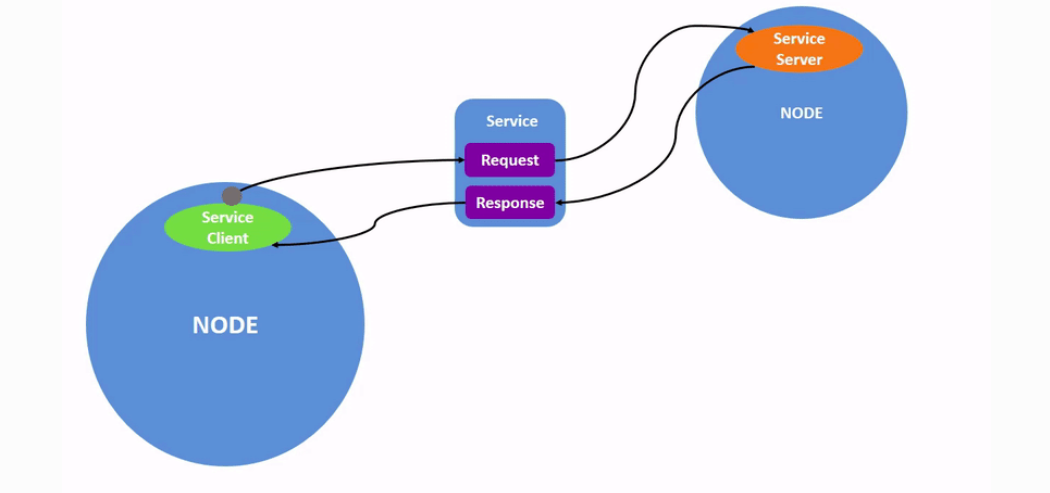 Service
Server
NODE
Service
Request
Response
Service
Client
NODE